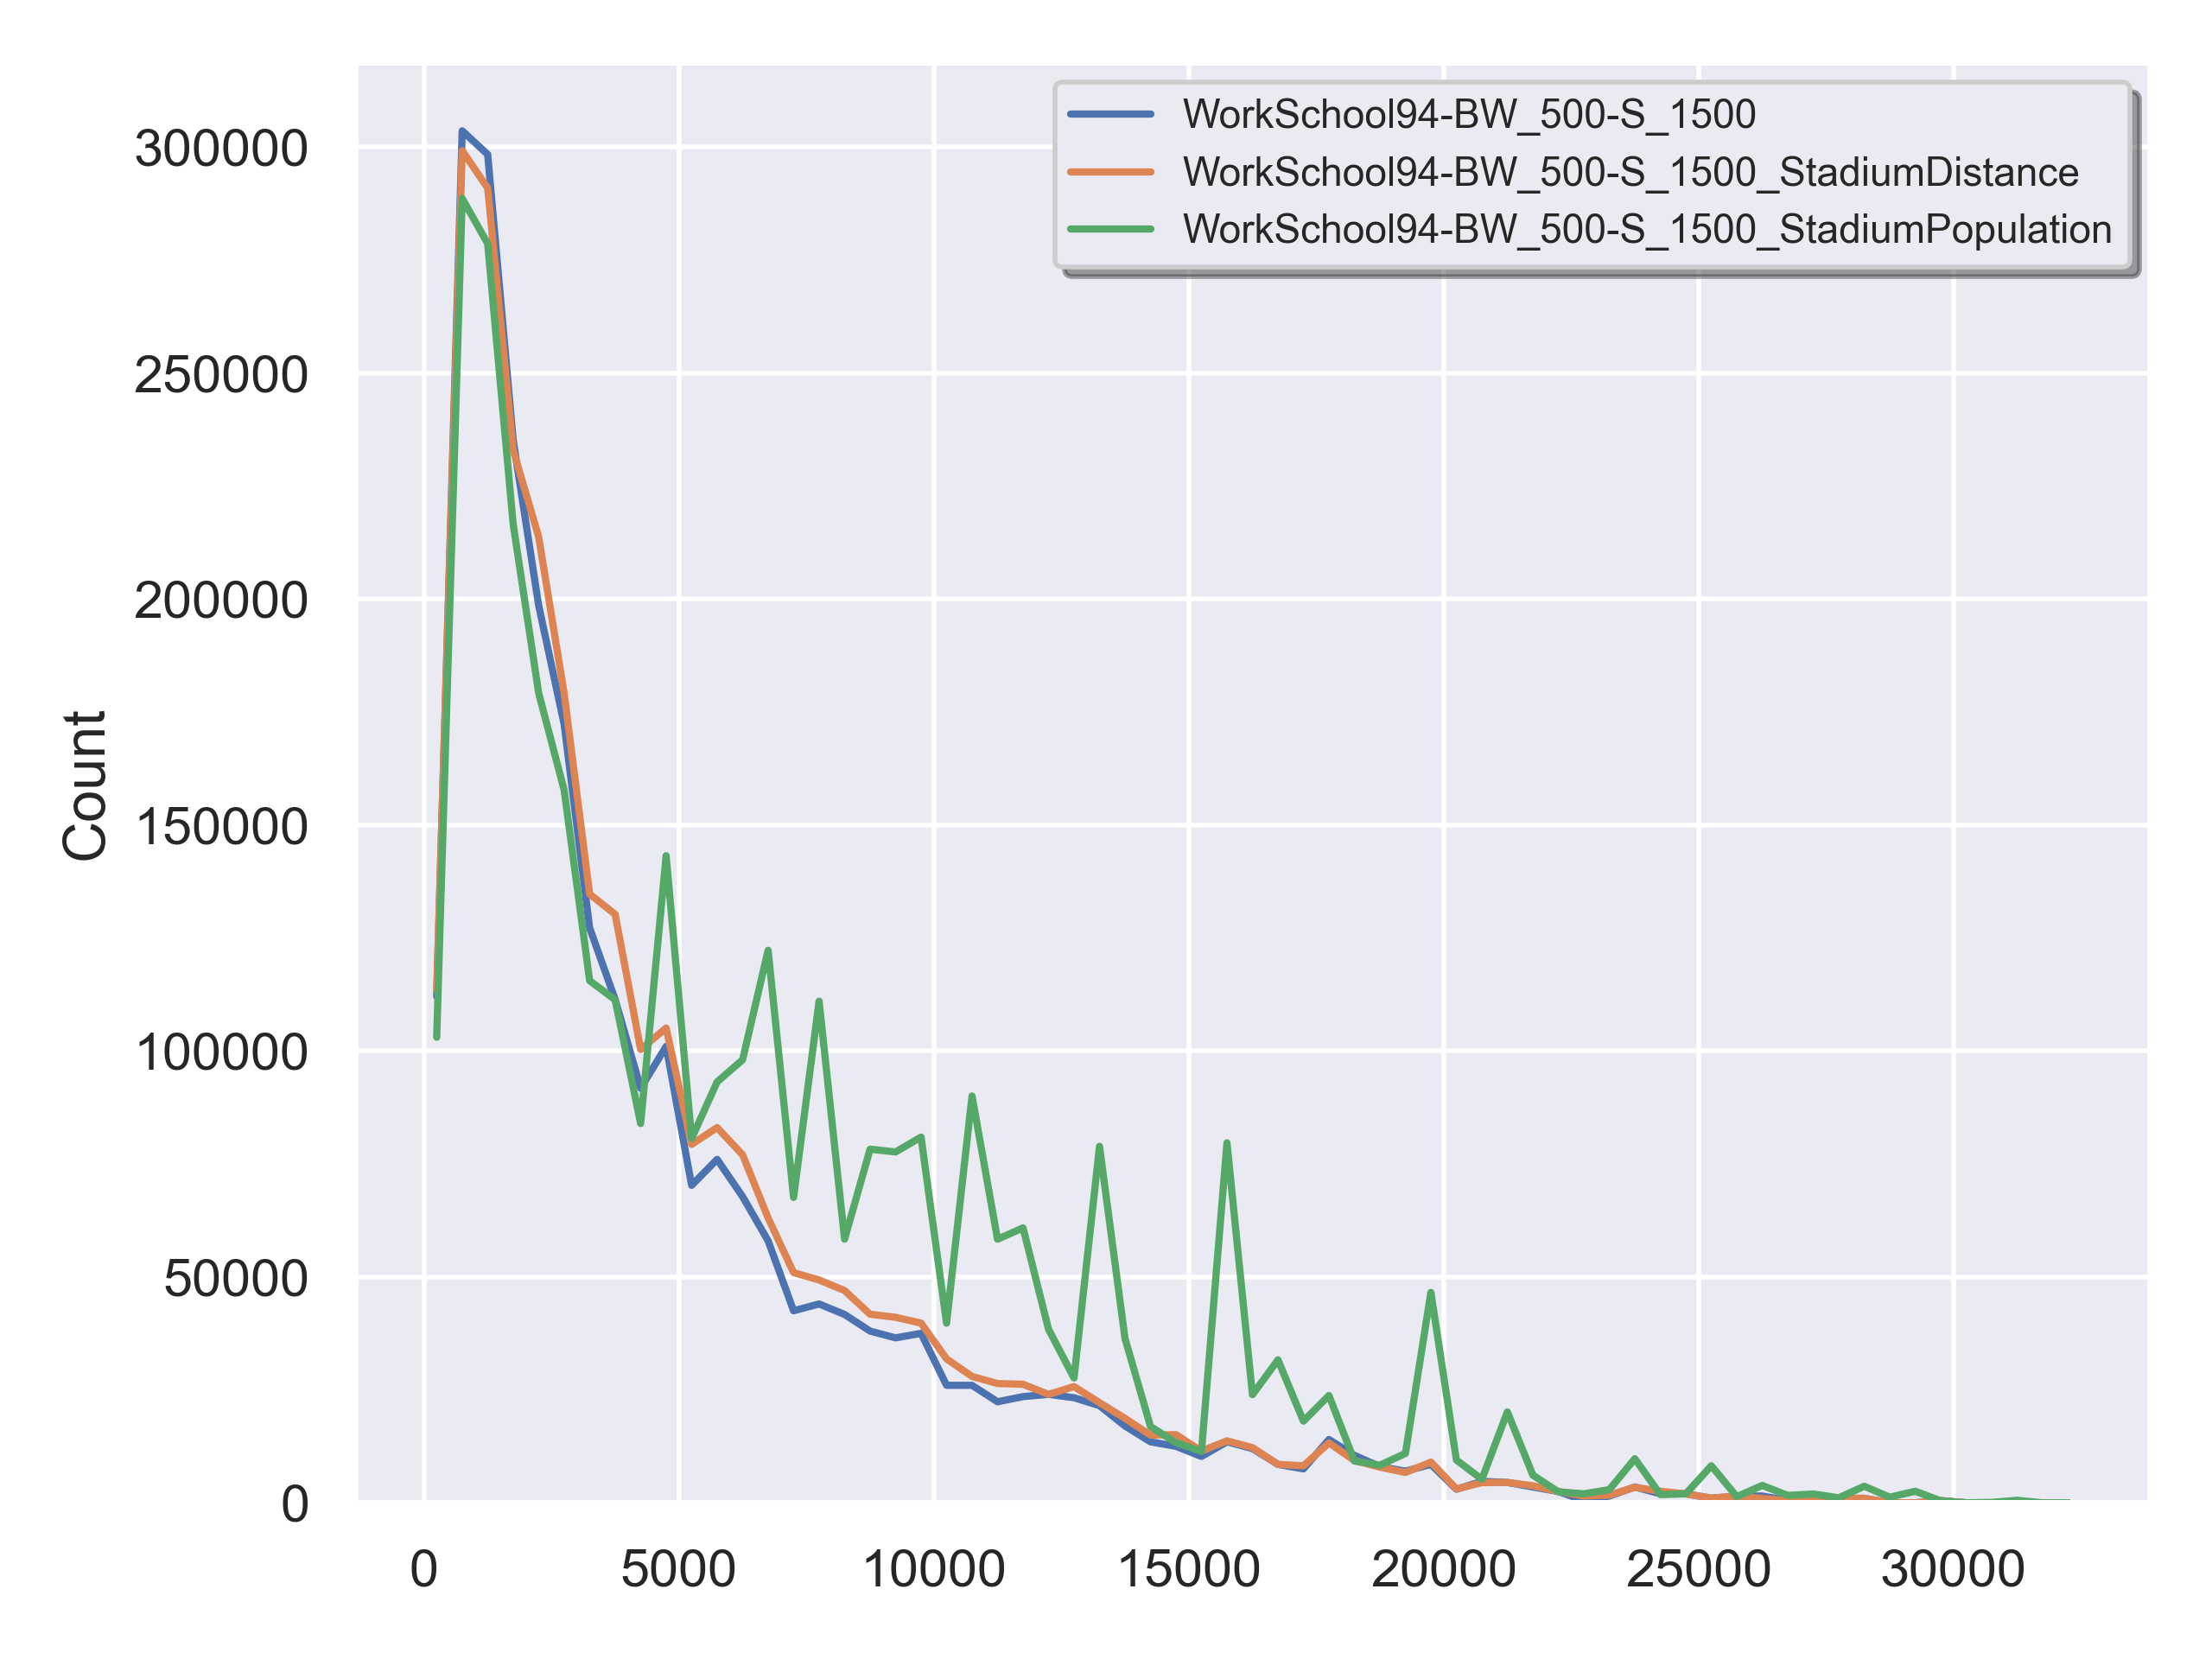 WorkSchool94-BW_500-S_1500
WorkSchool94-BW_500-S_1500_StadiumDistance
WorkSchool94-BW_500-S_1500_StadiumPopulation
Count
300000
250000
200000
150000
100000
50000
0
0 5000 10000 15000 20000 25000 30000